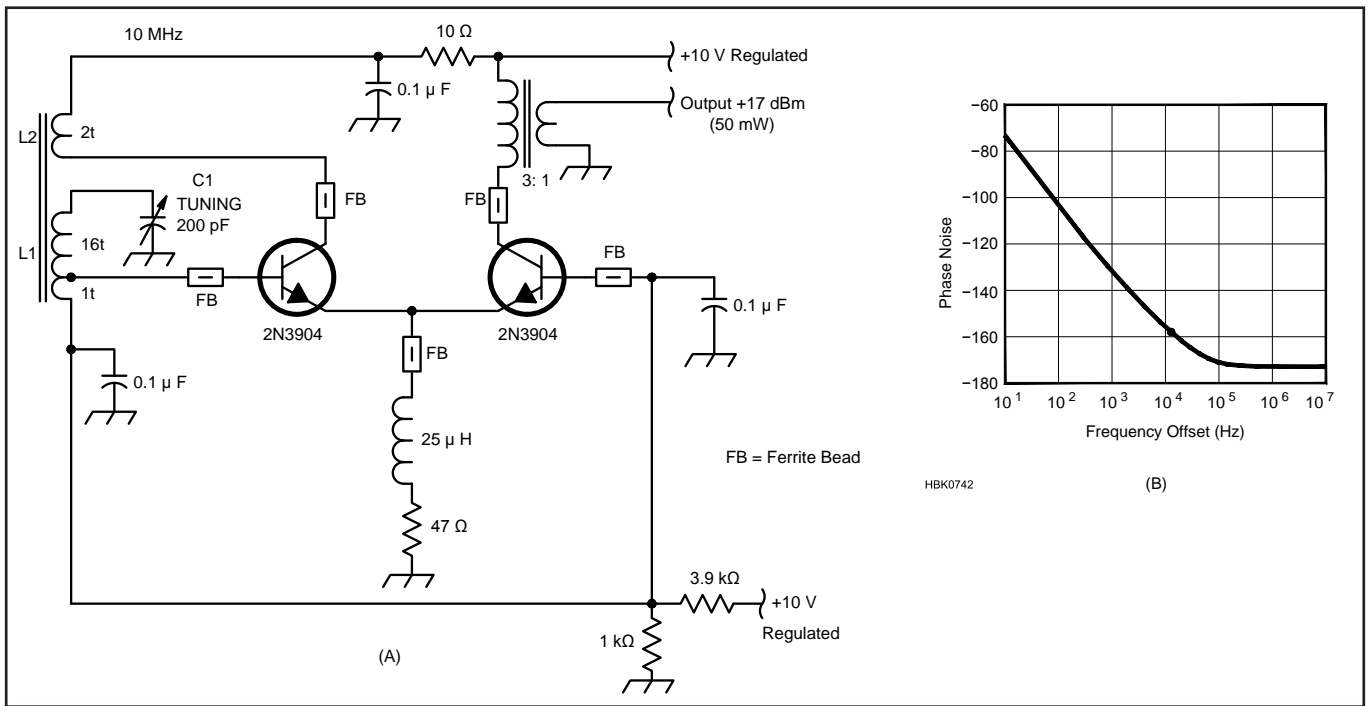 10 MHz
10 Ω
+10 V Regulated
0.1 µ F
Output +17 dBm
(50 mW)
L2
2t
3: 1
C1
TUNING
200 pF
FB
FB
L1
16t
1t
FB
FB
2N3904
2N3904
0.1 µ F
0.1 µ F
FB
25 µ H
FB = Ferrite Bead
47 Ω
3.9 kΩ
+10 V
Regulated
1 kΩ
(A)
Phase Noise
−60
−80
−100
−120
−140
−160
−180
10 1 10 2 10 3 10 4 10 5 10 6 10 7
Frequency Offset (Hz)
HBK0742
(B)